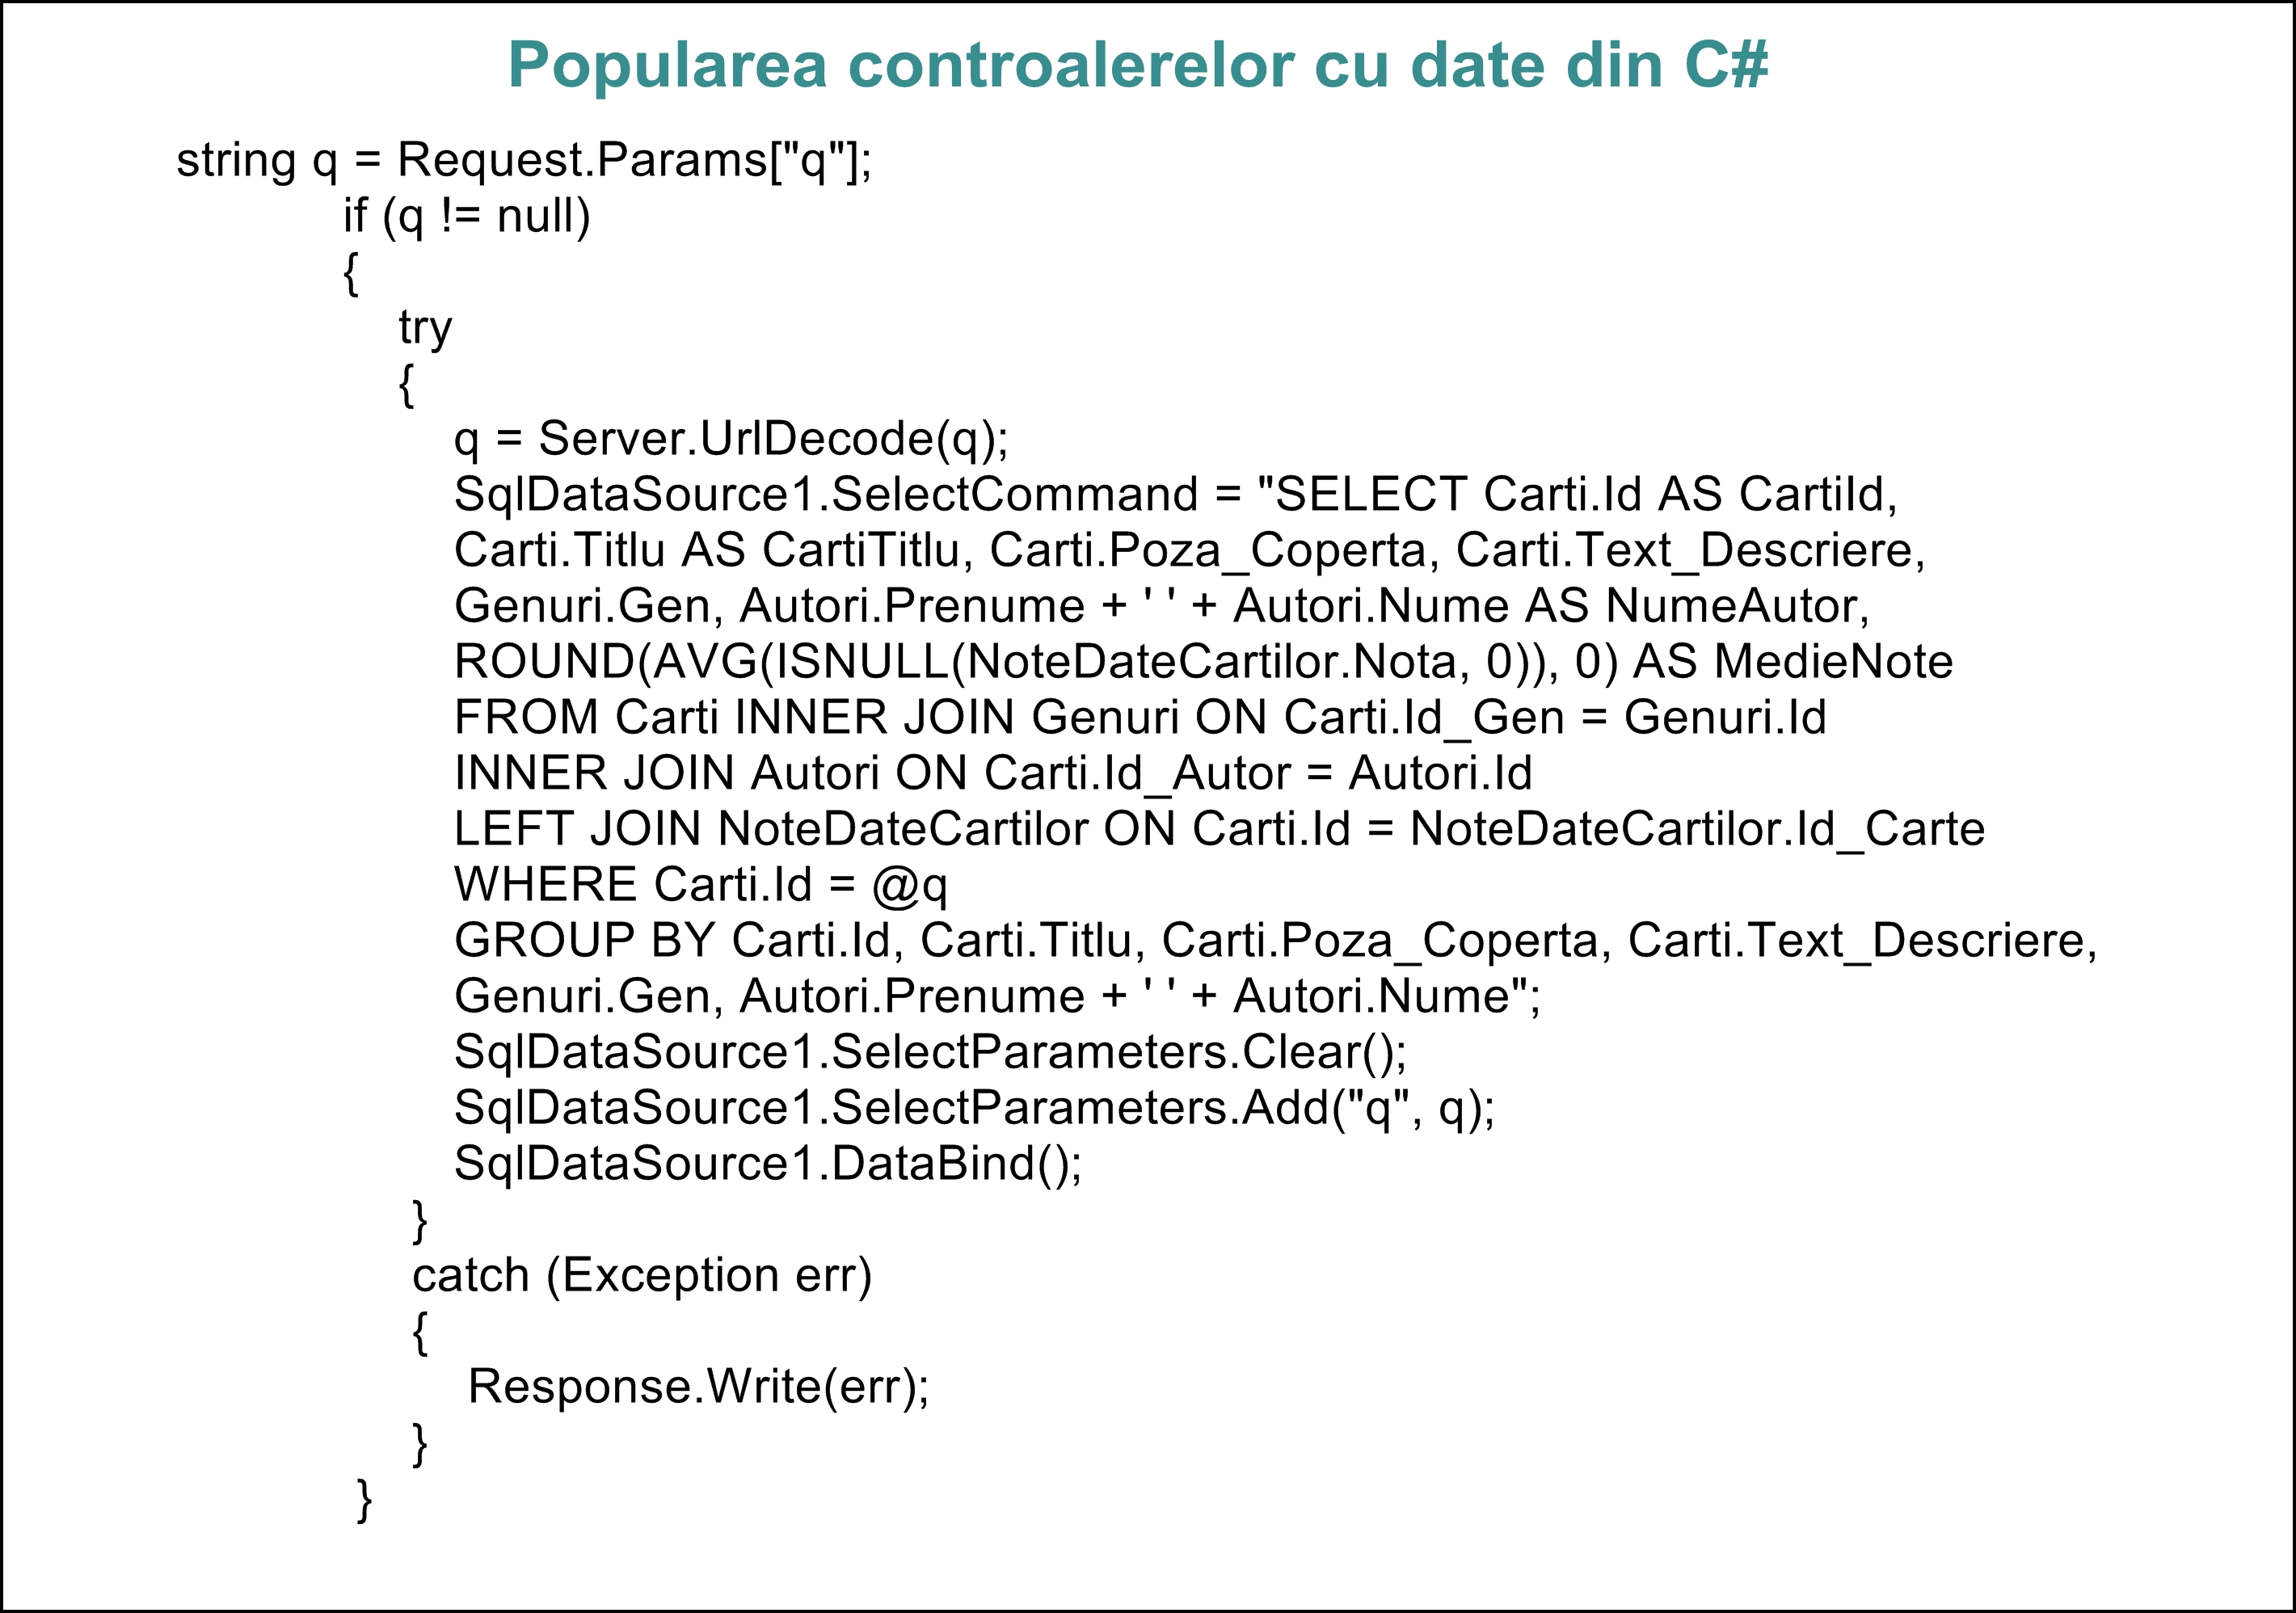 Popularea controalerelor cu date din C#
string q = Request.Params["q"];
if (q != null)
{
try
{
q = Server.UrlDecode(q);
SqlDataSource1.SelectCommand = "SELECT Carti.Id AS CartiId,
Carti.Titlu AS CartiTitlu, Carti.Poza_Coperta, Carti.Text_Descriere,
Genuri.Gen, Autori.Prenume + ' ' + Autori.Nume AS NumeAutor,
ROUND(AVG(ISNULL(NoteDateCartilor.Nota, 0)), 0) AS MedieNote
FROM Carti INNER JOIN Genuri ON Carti.Id_Gen = Genuri.Id
INNER JOIN Autori ON Carti.Id_Autor = Autori.Id
LEFT JOIN NoteDateCartilor ON Carti.Id = NoteDateCartilor.Id_Carte
WHERE Carti.Id = @q
GROUP BY Carti.Id, Carti.Titlu, Carti.Poza_Coperta, Carti.Text_Descriere,
Genuri.Gen, Autori.Prenume + ' ' + Autori.Nume";
SqlDataSource1.SelectParameters.Clear();
SqlDataSource1.SelectParameters.Add("q", q);
SqlDataSource1.DataBind();
}
catch (Exception err)
{
Response.Write(err);
}
}